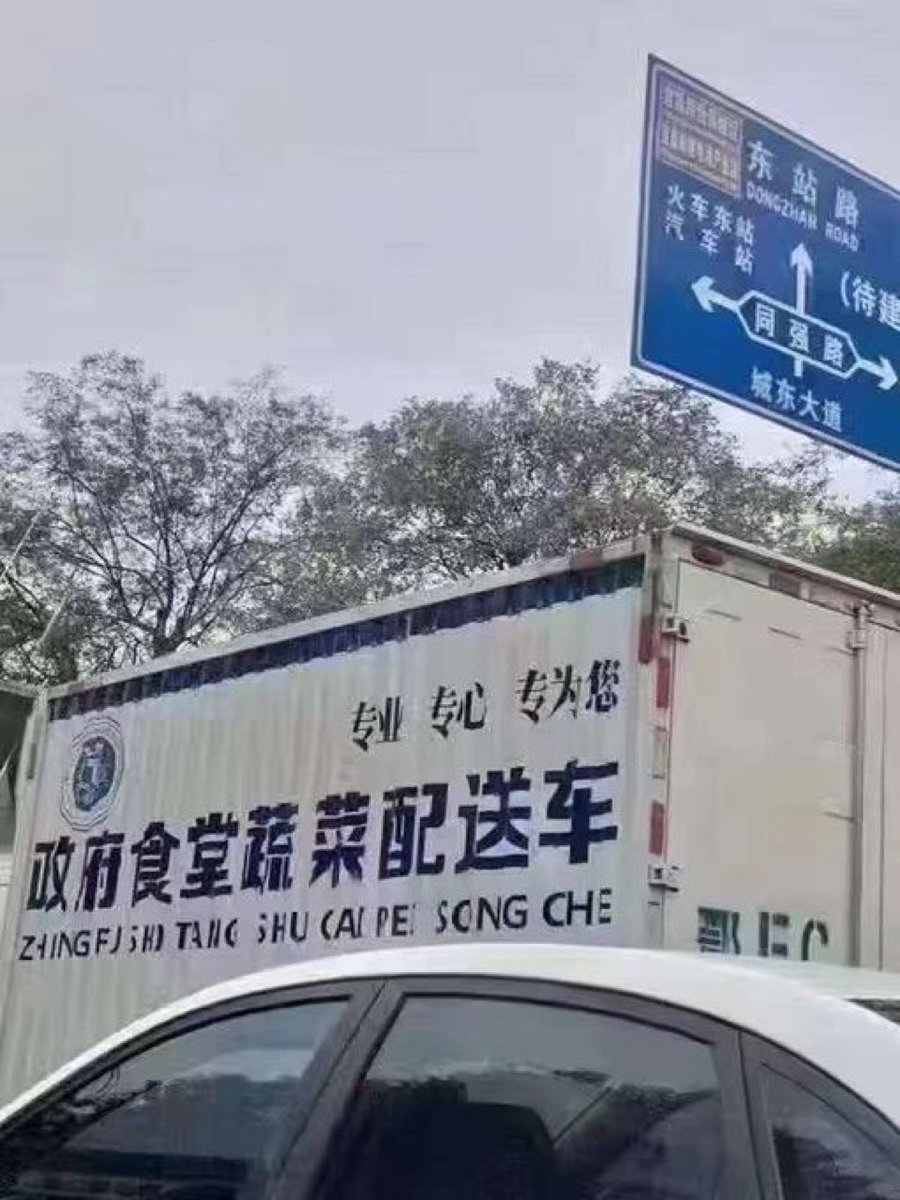 东站路
DONGZHAN ROAD
火车东站
汽车站
(待建
同强路
城东大道
专业 专心 专为您
政府食堂蔬菜配送车
ZHING FU SHI TANG SHU CAI PEI SONG CHE